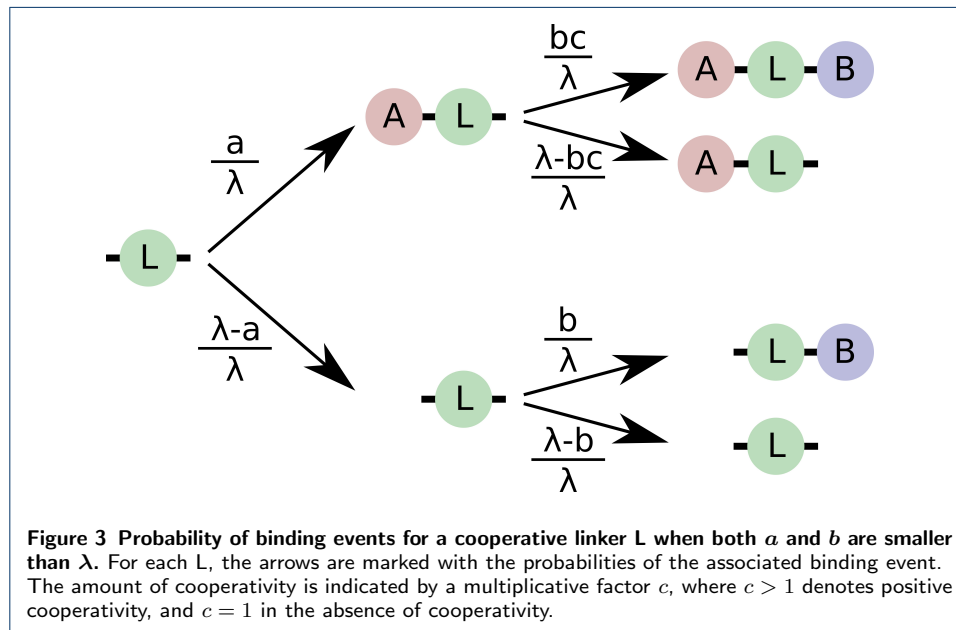 bc
λ
A L B
a
λ
A L
λ-bc
λ
A L
L
λ-a
λ
b
λ
L B
L
λ-b
λ
L
Figure 3 Probability of binding events for a cooperative linker L when both a and b are smaller
than λ. For each L, the arrows are marked with the probabilities of the associated binding event.
The amount of cooperativity is indicated by a multiplicative factor c, where c > 1 denotes positive
cooperativity, and c = 1 in the absence of cooperativity.